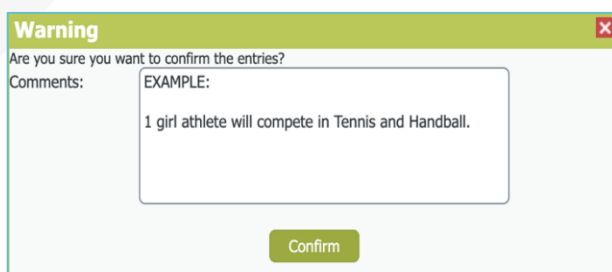 Warning
Are you sure you want to confirm the entries?
Comments:
EXAMPLE:
1 girl athlete will compete in Tennis and Handball.
Confirm